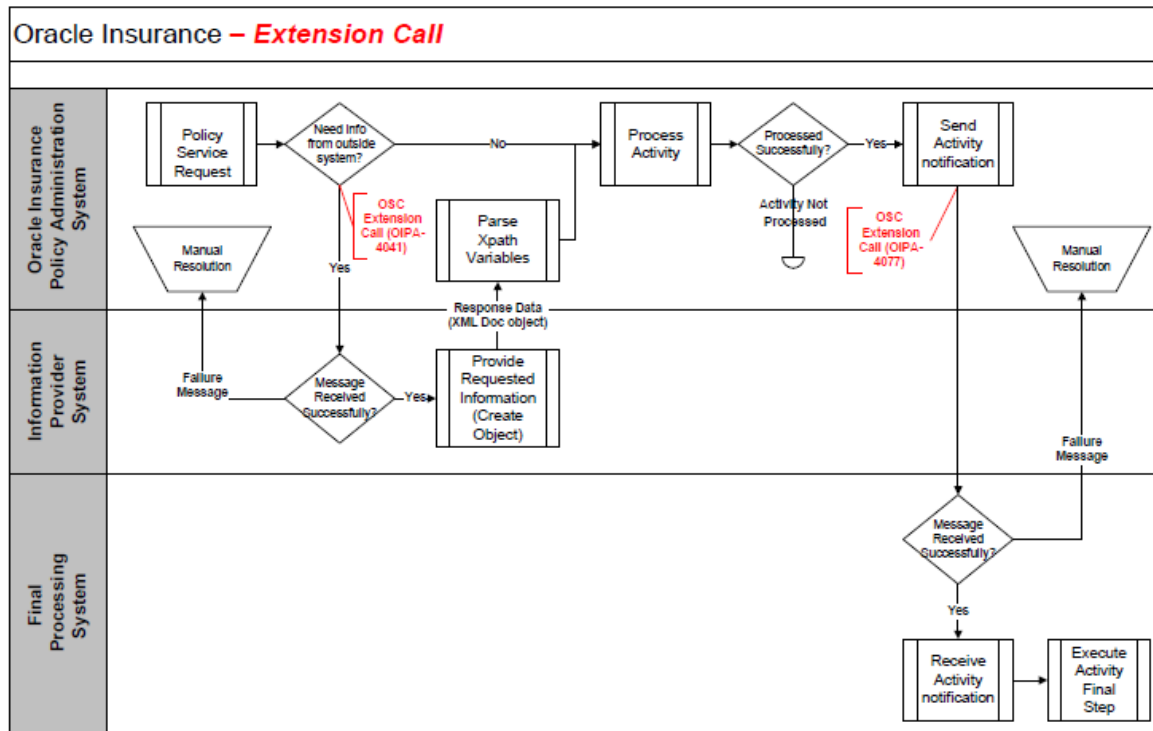 Oracle Insurance – Extension Call
Oracle Insurance
Policy Administration
System
Policy
Service
Request
Need Info
from outside
system?
No
Process
Activity
Processed
Successfully?
Yes
Send
Activity
notification
OSC
Extension
Call (OIPA-
4041)
Parse
Xpath
Variables
Activity Not
Processed
OSC
Extension
Call (OIPA-
4077)
Manual
Resolution
Manual
Resolution
Yes
Response Data
(XML Doc object)
Information
Provider
System
Failure
Message
Message
Received
Successfully?
Yes
Provide
Requested
Information
(Create
Object)
Failure
Message
Final
Processing
System
Message
Received
Successfully?
Yes
Receive
Activity
notification
Execute
Activity
Final
Step